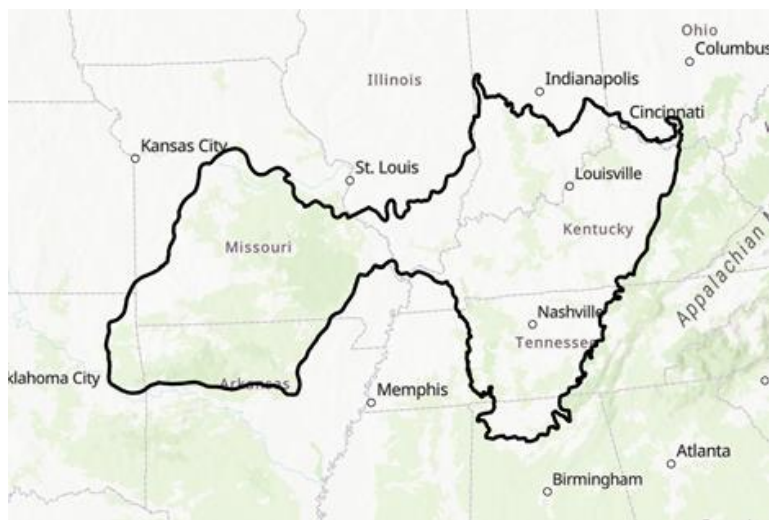 Ohio
Columbus
Illinois
Indianapolis
Cincinnati
Kansas City
St. Louis
Louisville
Missouri
Kentucky
Appalachian
Nashville
Tennessee
klahoma City
Arkansas
Memphis
Atlanta
Birmingham